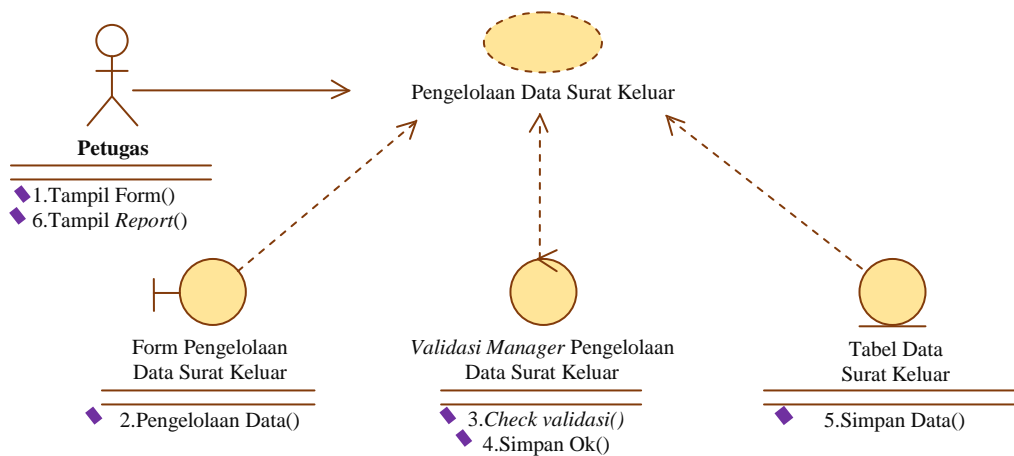 Pengelolaan Data Surat Keluar
Petugas
1.Tampil Form()
6.Tampil Report()
Form Pengelolaan
Data Surat Keluar
2.Pengelolaan Data()
Validasi Manager Pengelolaan
Data Surat Keluar
3.Check validasi()
4.Simpan Ok()
Tabel Data
Surat Keluar
5.Simpan Data()